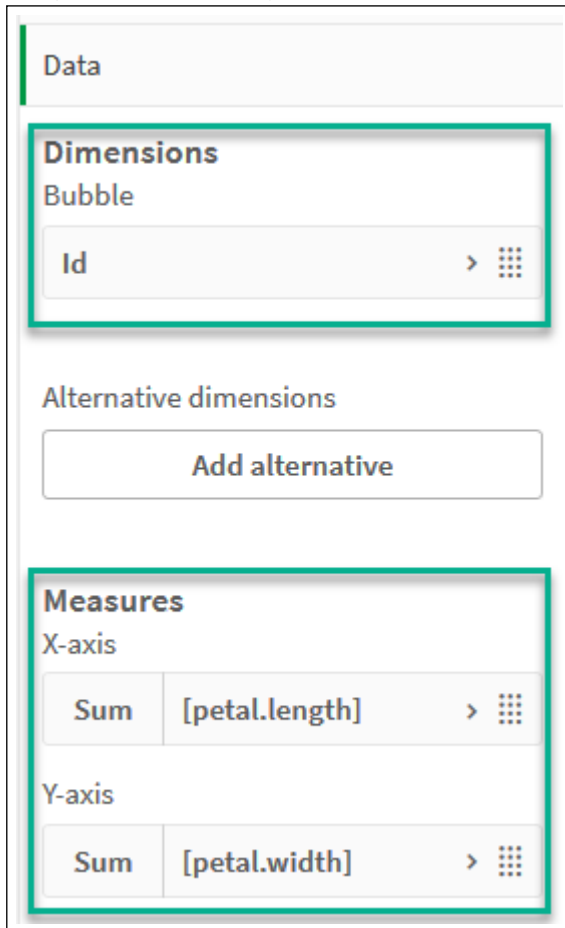 Data
Dimensions
Bubble
Id
Alternative dimensions
Add alternative
Measures
X-axis
Sum [petal.length]
Y-axis
Sum [petal.width]